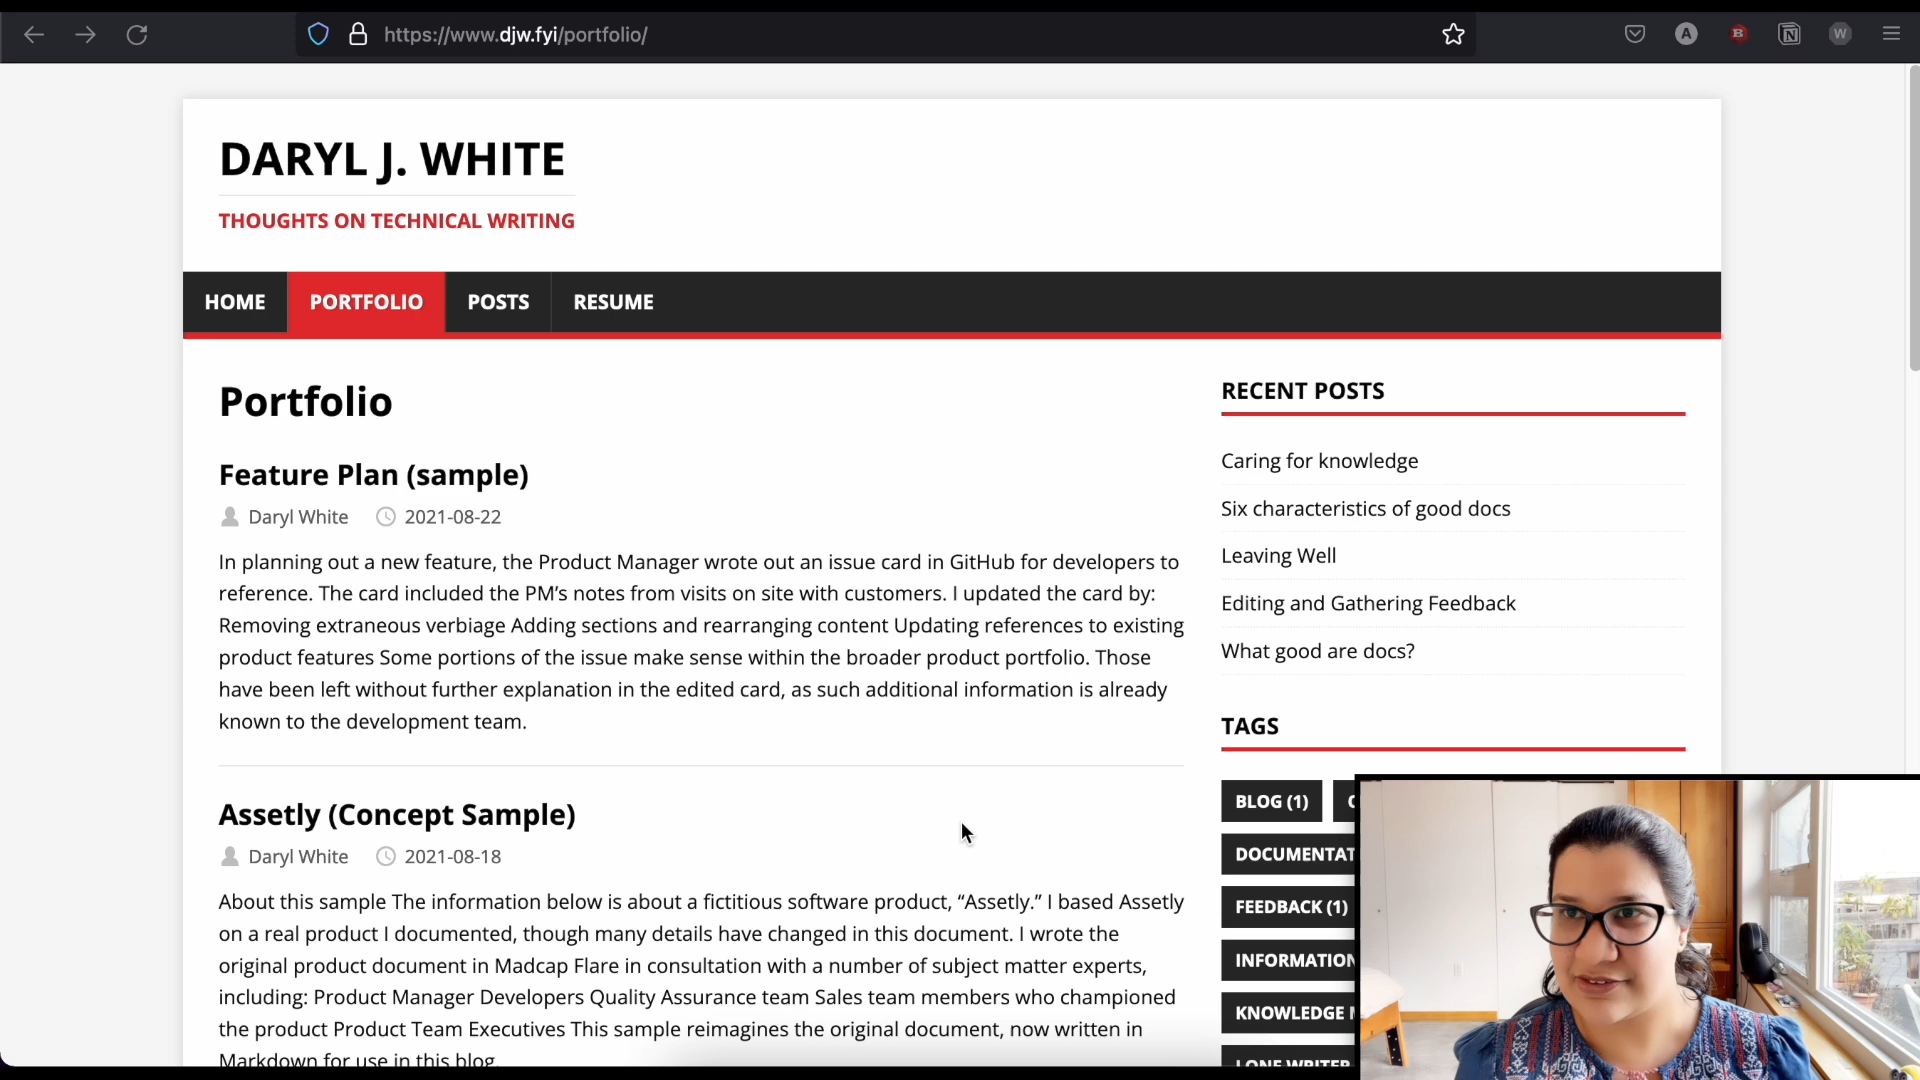 https://www.djw.fyi/portfolio/
A
B
N
W
DARYL J. WHITE
THOUGHTS ON TECHNICAL WRITING
HOME
PORTFOLIO
POSTS
RESUME
Portfolio
Feature Plan (sample)
Daryl White 2021-08-22
In planning out a new feature, the Product Manager wrote out an issue card in GitHub for developers to
reference. The card included the PM’s notes from visits on site with customers. I updated the card by:
Removing extraneous verbiage Adding sections and rearranging content Updating references to existing
product features Some portions of the issue make sense within the broader product portfolio. Those
have been left without further explanation in the edited card, as such additional information is already
known to the development team.
Assetly (Concept Sample)
Daryl White 2021-08-18
About this sample The information below is about a fictitious software product, “Assetly.” I based Assetly
on a real product I documented, though many details have changed in this document. I wrote the
original product document in Madcap Flare in consultation with a number of subject matter experts,
including: Product Manager Developers Quality Assurance team Sales team members who championed
the product Product Team Executives This sample reimagines the original document, now written in
Markdown for use in this blog.
RECENT POSTS
Caring for knowledge
Six characteristics of good docs
Leaving Well
Editing and Gathering Feedback
What good are docs?
TAGS
BLOG (1)
DOCUMENTAT
FEEDBACK (1)
INFORMATION
KNOWLEDGE
LONE WRITER